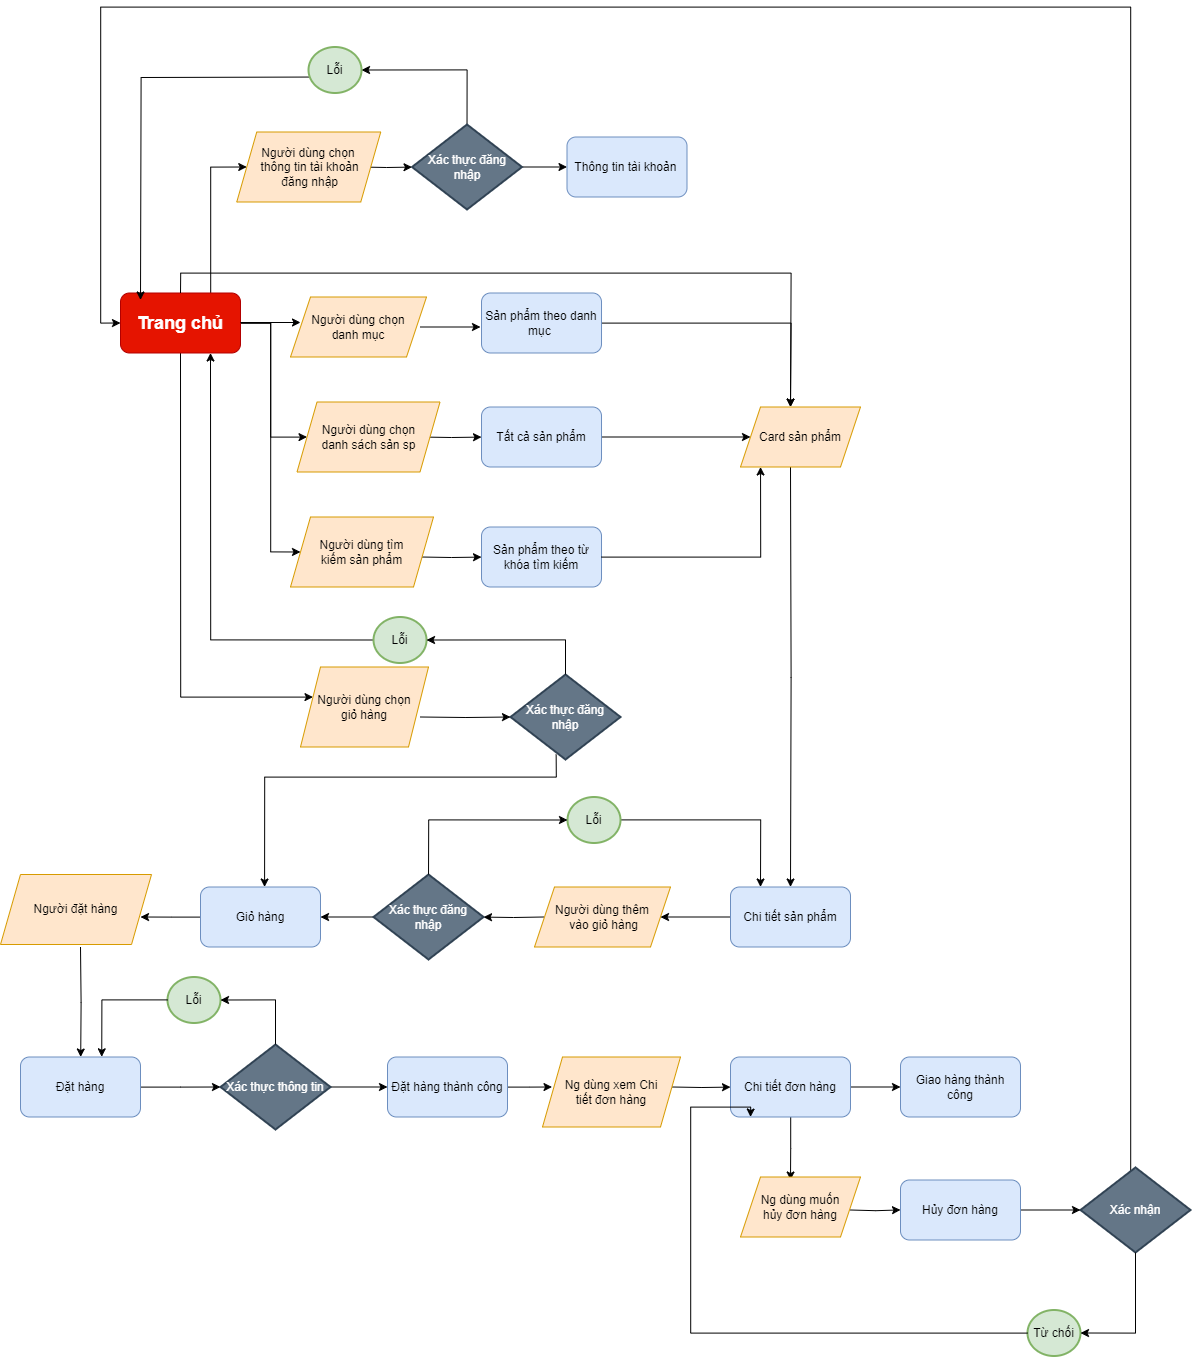 Lỗi
Người dùng chọn
thông tin tài khoản
đăng nhập
Xác thực đăng
nhập
Thông tin tài khoản
Trang chủ
Người dùng chọn
danh mục
Sản phẩm theo danh
mục
Người dùng chọn
danh sách sản sp
Tất cả sản phẩm
Card sản phẩm
Người dùng tìm
kiếm sản phẩm
Sản phẩm theo từ
khóa tìm kiếm
Lỗi
Người dùng chọn
giỏ hàng
Xác thực đăng
nhập
Lỗi
Người đặt hàng
Giỏ hàng
Xác thực đăng
nhập
Người dùng thêm
vào giỏ hàng
Chi tiết sản phẩm
Lỗi
Đặt hàng
Xác thực thông tin
Đặt hàng thành công
Ng dùng xem Chi
tiết đơn hàng
Chi tiết đơn hàng
Giao hàng thành
công
Ng dùng muốn
hủy đơn hàng
Hủy đơn hàng
Xác nhận
Từ chối